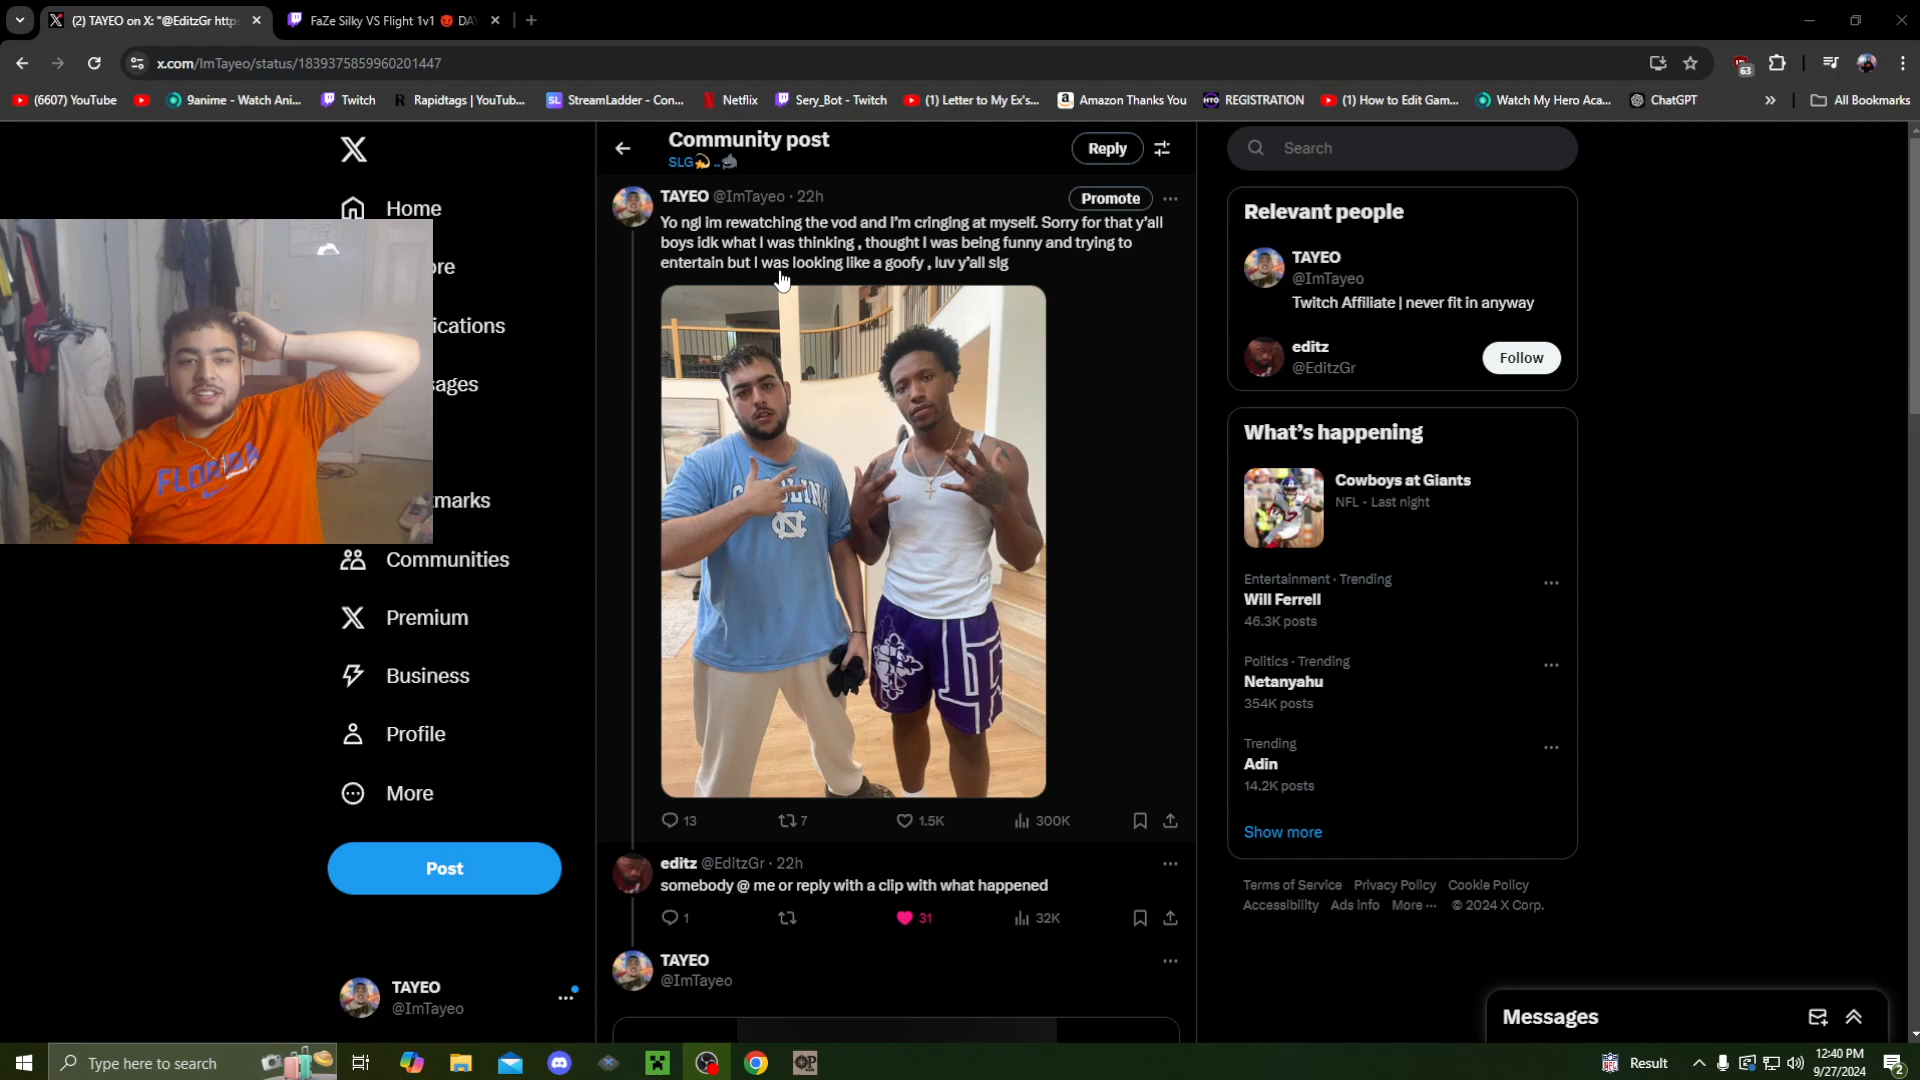 (2) TAYEO on X: "@EditzGr http
FaZe Silky VS Flight 1v1 😡 DA
x.com/ImTayeo/status/1839375859960201447
63
(6607) YouTube
9anime - Watch Ani...
Twitch
Rapidtags | YouTub...
StreamLadder - Con...
Netflix
Sery_Bot - Twitch
(1) Letter to My Ex's...
Amazon Thanks You
REGISTRATION
(1) How to Edit Gam...
Watch My Hero Aca...
ChatGPT
All Bookmarks
Home
ore
ications
sages
marks
Communities
Premium
Business
Profile
More
Post
TAYEO
@ImTayeo
Community post
SLG💫 ..🦈
Reply
TAYEO @ImTayeo · 22h
Promote
Yo ngl im rewatching the vod and I'm cringing at myself. Sorry for that y'all
boys idk what I was thinking , thought I was being funny and trying to
entertain but I was looking like a goofy , luv y'all slg
FLORIDA
CAROLINA
NC
13
7
1.5K
300K
editz @EditzGr · 22h
somebody @ me or reply with a clip with what happened
1
31
32K
TAYEO
@ImTayeo
Search
Relevant people
TAYEO
@ImTayeo
Twitch Affiliate | never fit in anyway
editz
@EditzGr
Follow
What's happening
Cowboys at Giants
NFL · Last night
Entertainment · Trending
Will Ferrell
46.3K posts
Politics · Trending
Netanyahu
354K posts
Trending
Adin
14.2K posts
Show more
Terms of Service Privacy Policy Cookie Policy
Accessibility Ads info More ··· © 2024 X Corp.
Messages
Type here to search
Result
12:40 PM
9/27/2024
2